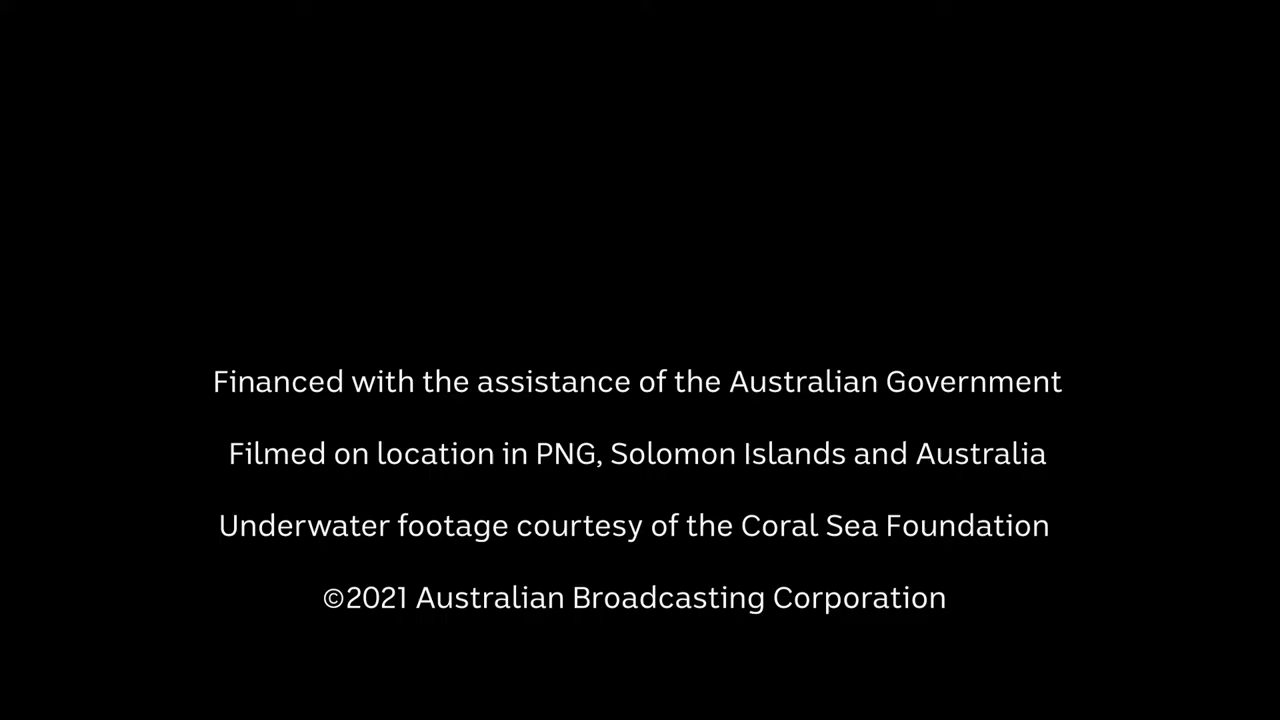 Financed with the assistance of the Australian Government
Filmed on location in PNG, Solomon Islands and Australia
Underwater footage courtesy of the Coral Sea Foundation
©2021 Australian Broadcasting Corporation